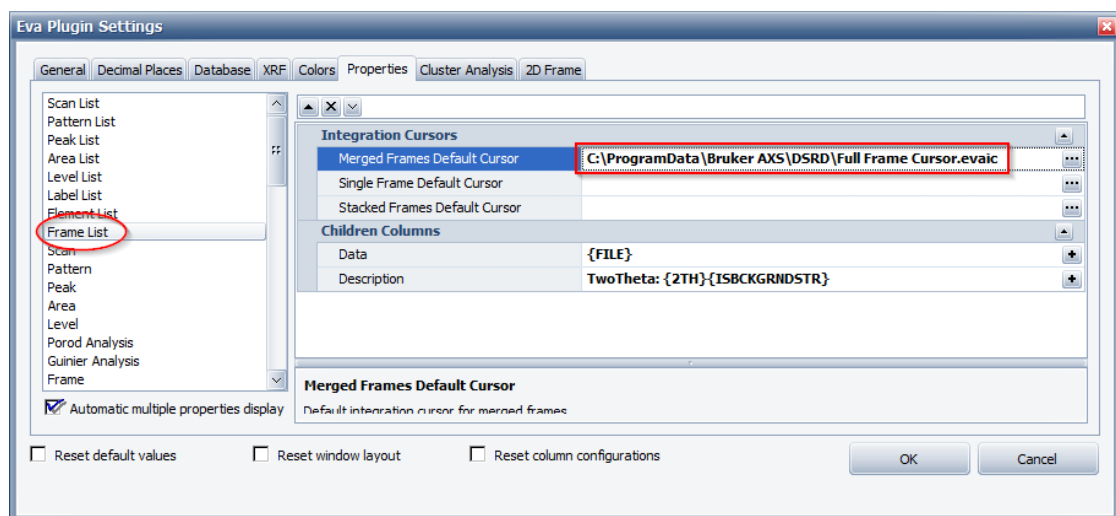 Eva Plugin Settings
General Decimal Places Database XRF Colors Properties Cluster Analysis 2D Frame
Scan List
Pattern List
Peak List
Area List
Level List
Label List
Element List
Frame List
Scan
Pattern
Peak
Area
Level
Porod Analysis
Guinier Analysis
Frame
Automatic multiple properties display
Integration Cursors
Merged Frames Default Cursor C:\ProgramData\Bruker AXS\DSRD\Full Frame Cursor.evaic
Single Frame Default Cursor
Stacked Frames Default Cursor
Children Columns
Data {FILE}
Description TwoTheta: {2TH}{ISBCKGRNDSTR}
Merged Frames Default Cursor
Default integration cursor for merged frames
Reset default values Reset window layout Reset column configurations OK Cancel